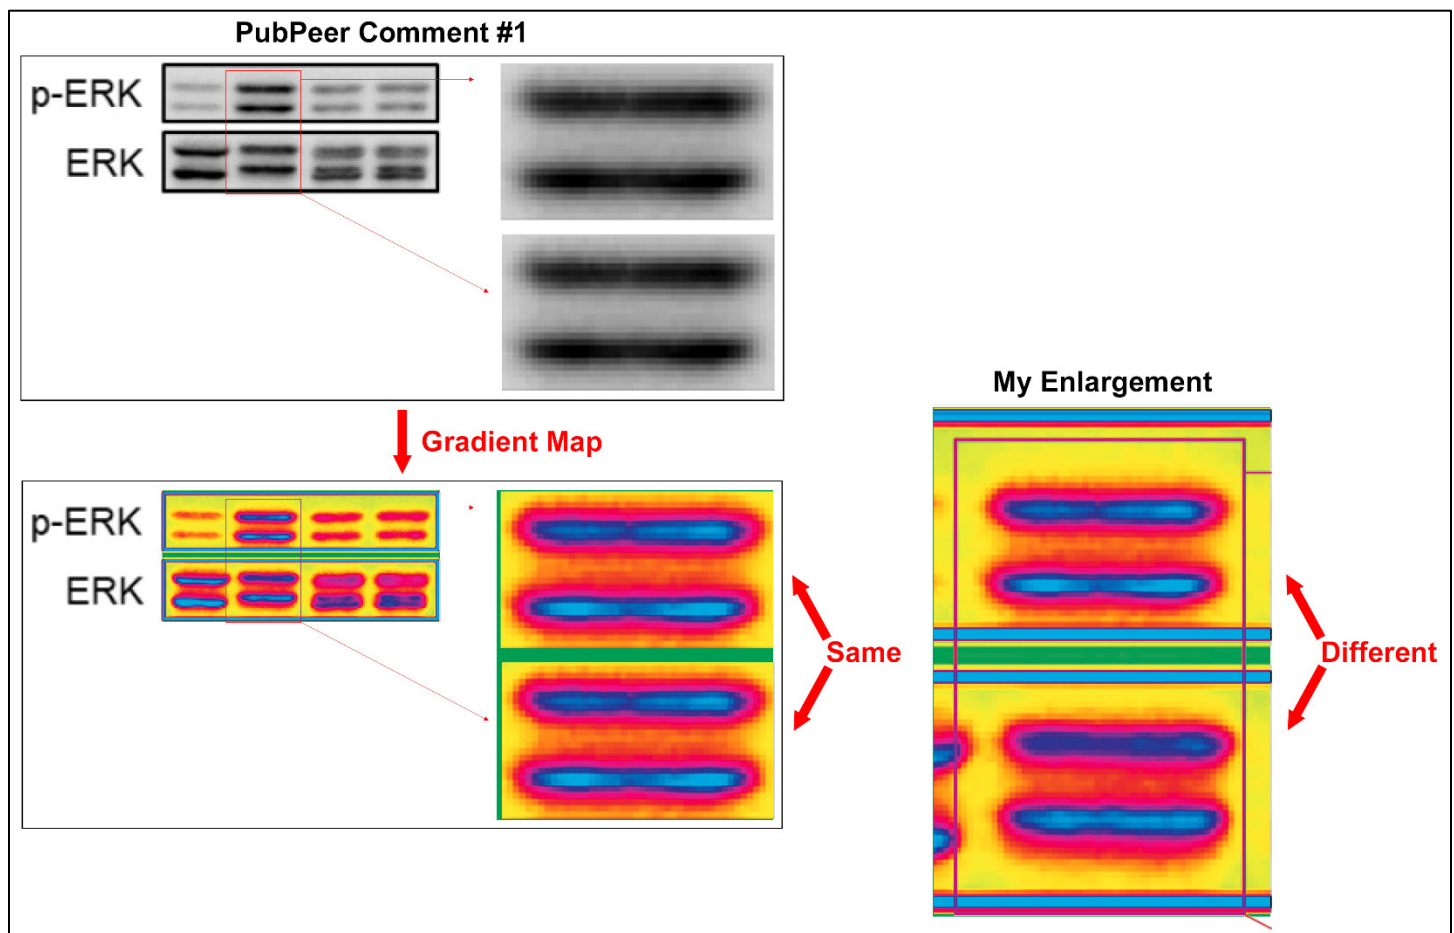 PubPeer Comment #1
p-ERK
ERK
My Enlargement
Gradient Map
p-ERK
ERK
Same
Different